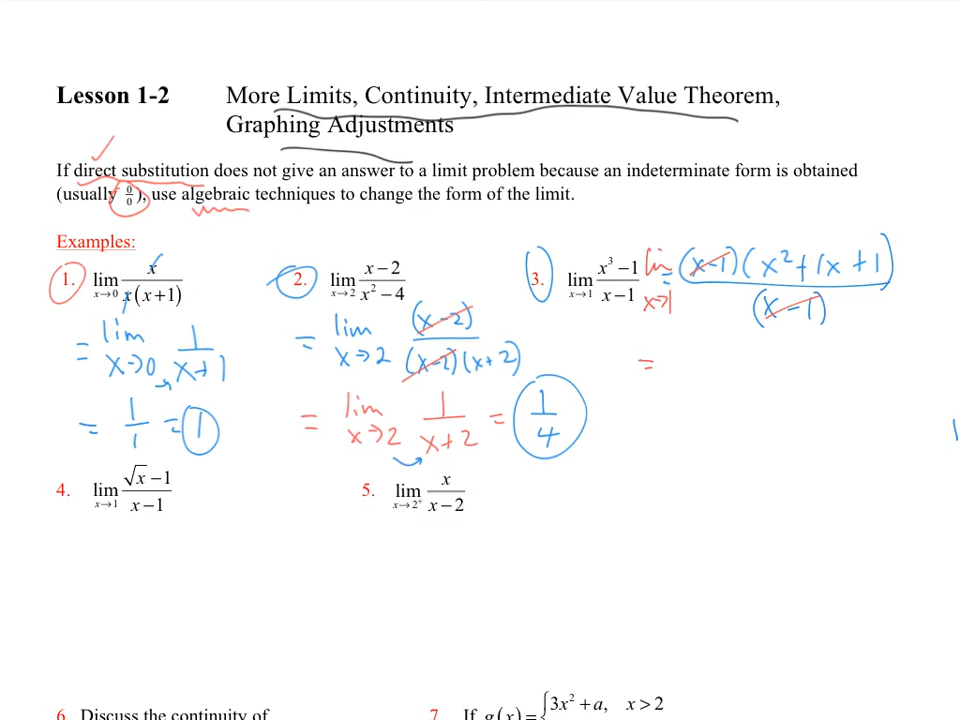 Lesson 1-2 More Limits, Continuity, Intermediate Value Theorem,
Graphing Adjustments
If direct substitution does not give an answer to a limit problem because an indeterminate form is obtained
(usually 0/0), use algebraic techniques to change the form of the limit.
Examples:
1. lim x→0 x/(x(x+1))
= lim x→0 1/(x+1)
= 1/1 = 1
2. lim x→2 (x−2)/(x²−4)
= lim x→2 (x-2)/((x-2)(x+2))
= lim x→2 1/(x+2) = 1/4
3. lim x→1 (x³−1)/(x−1) = lim x→1 (x-1)(x²+1x+1)/(x-1)
=
4. lim x→1 (√x−1)/(x−1)
5. lim x→2⁺ x/(x−2)
6. Discuss the continuity of
7. If g(x) = {3x²+a, x>2